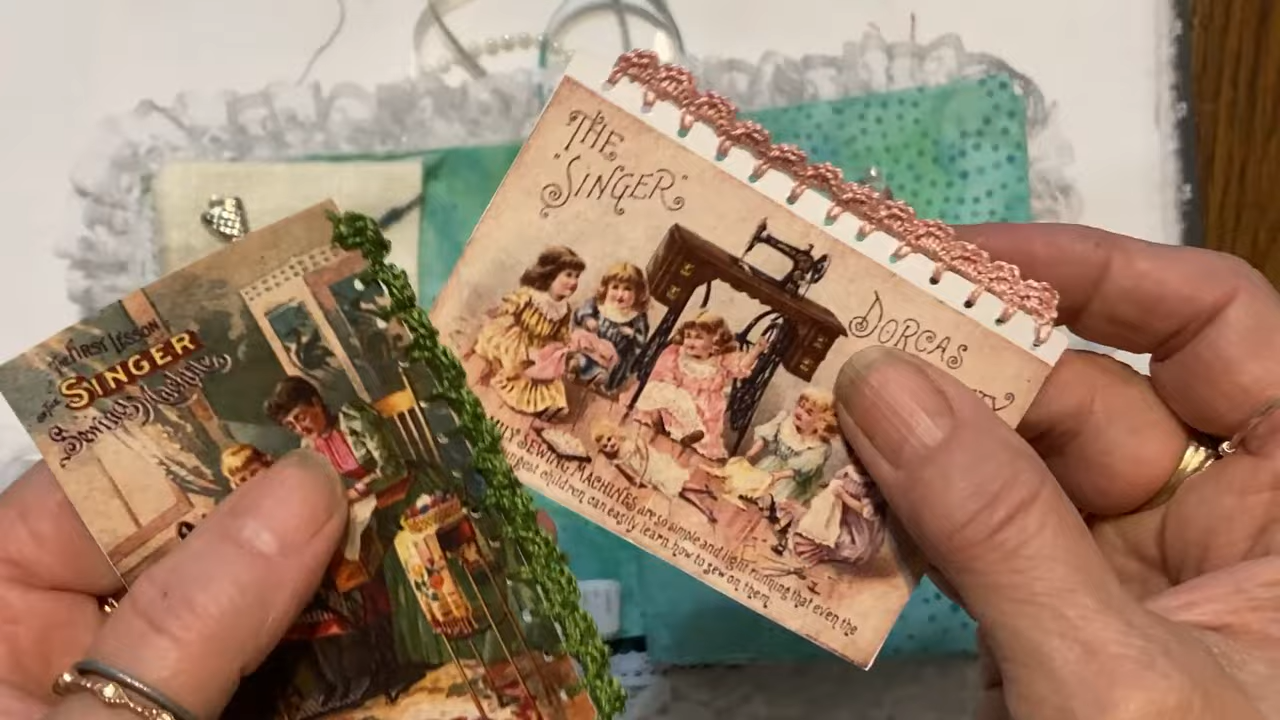 THE FIRST LESSON
ON THE
SINGER
Sewing Machine
THE
"SINGER"
DORCAS
SEWING MACHINES are so simple and light running that even the
youngest children can easily learn how to sew on them